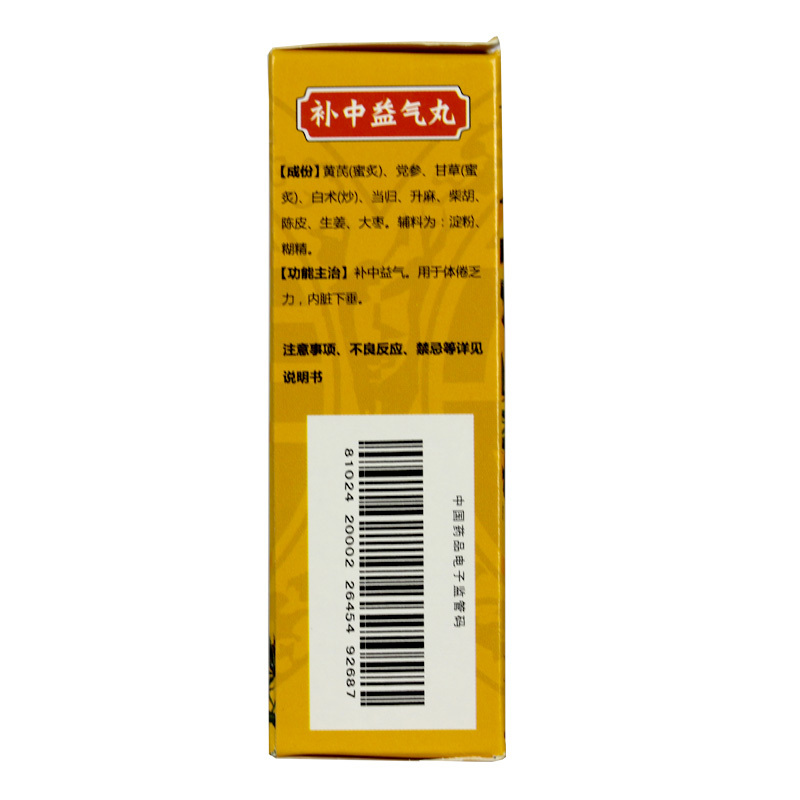 补中益气丸
【成份】黄芪(蜜炙)、党参、甘草(蜜
炙)、白术(炒)、当归、升麻、柴胡、
陈皮、生姜、大枣。辅料为：淀粉、
糊精。
【功能主治】补中益气。用于体倦乏
力，内脏下垂。
注意事项、不良反应、禁忌等详见
说明书
中国药品电子监管码
81024 20002 26454 92687